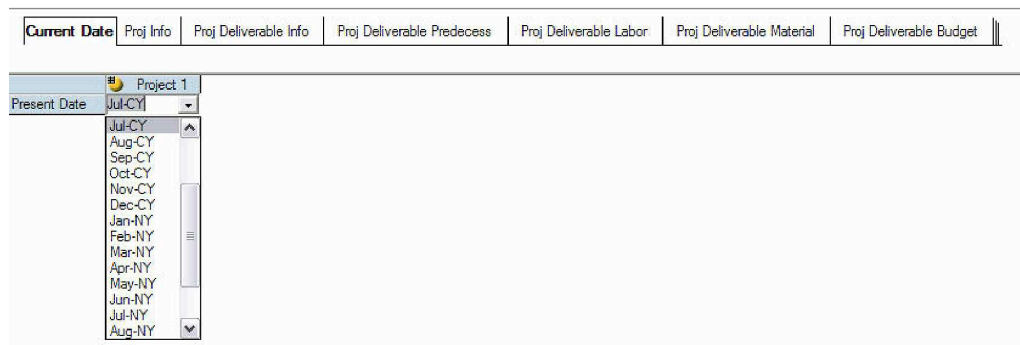 Current Date Proj Info Proj Deliverable Info Proj Deliverable Predecess Proj Deliverable Labor Proj Deliverable Material Proj Deliverable Budget
Project 1
Present Date Jul-CY
Jul-CY
Aug-CY
Sep-CY
Oct-CY
Nov-CY
Dec-CY
Jan-NY
Feb-NY
Mar-NY
Apr-NY
May-NY
Jun-NY
Jul-NY
Aug-NY